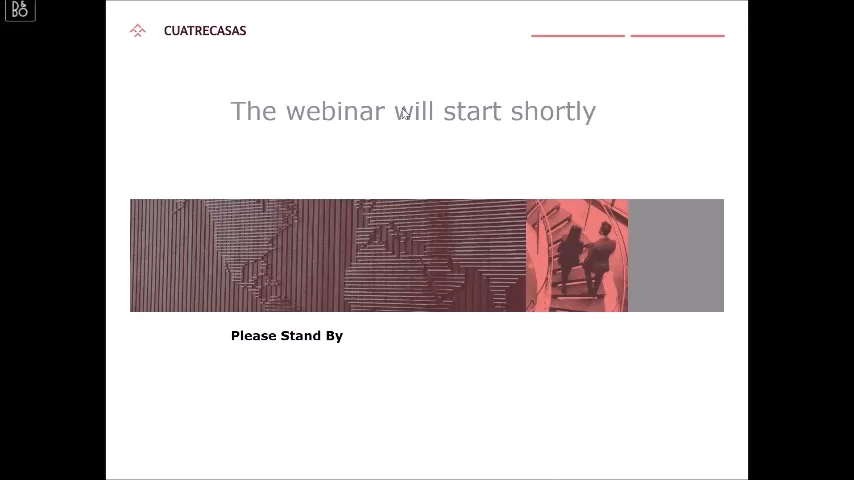 B&O
CUATRECASAS
The webinar will start shortly
Please Stand By